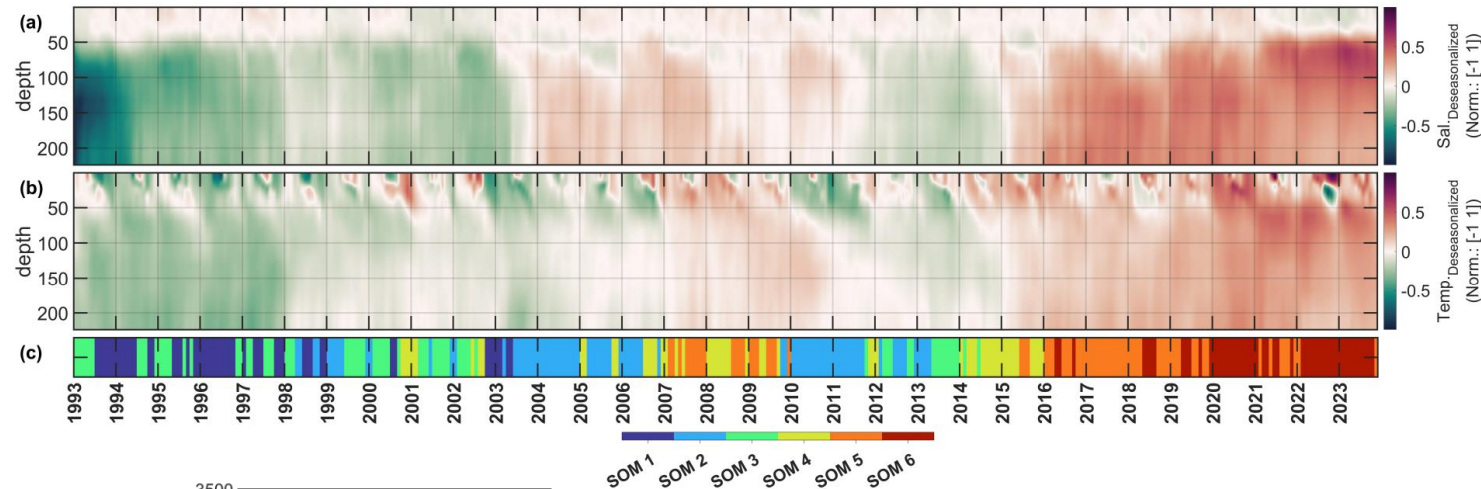 (a)
depth
50
100
150
200
0.5
0
-0.5
Sal.Deseasonalized
(Norm.: [-1 1])
(b)
depth
50
100
150
200
0.5
0
-0.5
Temp.Deseasonalized
(Norm.: [-1 1])
(c)
1993 1994 1995 1996 1997 1998 1999 2000 2001 2002 2003 2004 2005 2006 2007 2008 2009 2010 2011 2012 2013 2014 2015 2016 2017 2018 2019 2020 2021 2022 2023
SOM 1 SOM 2 SOM 3 SOM 4 SOM 5 SOM 6